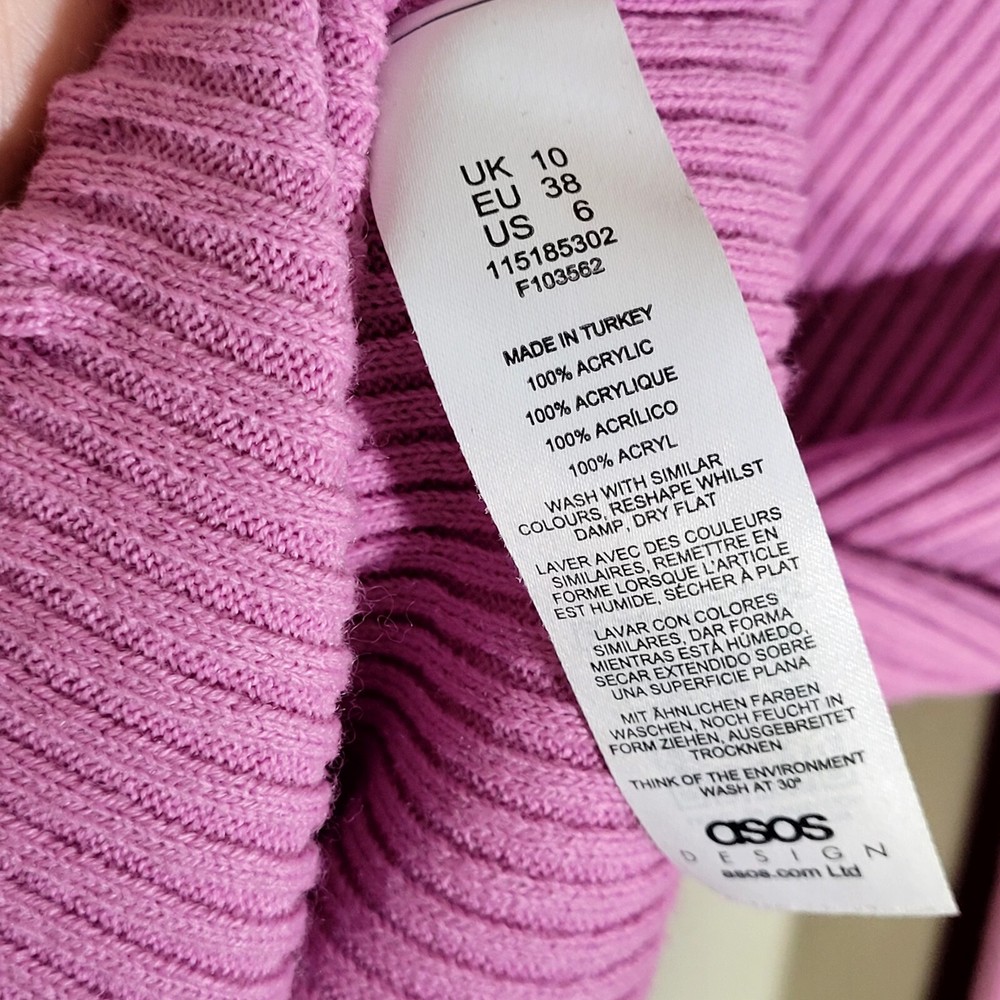 UK 10
EU 38
US 6
115185302
F103562
MADE IN TURKEY
100% ACRYLIC
100% ACRYLIQUE
100% ACRÍLICO
100% ACRYL
WASH WITH SIMILAR
COLOURS, RESHAPE WHILST
DAMP, DRY FLAT
LAVER AVEC DES COULEURS
SIMILAIRES, REMETTRE EN
FORME LORSQUE L'ARTICLE
EST HUMIDE, SÉCHER À PLAT
LAVAR CON COLORES
SIMILARES, DAR FORMA
MIENTRAS ESTÁ HÚMEDO,
SECAR EXTENDIDO SOBRE
UNA SUPERFICIE PLANA
MIT ÄHNLICHEN FARBEN
WASCHEN, NOCH FEUCHT IN
FORM ZIEHEN, AUSGEBREITET
TROCKNEN
THINK OF THE ENVIRONMENT
WASH AT 30º
asos
DESIGN
asos.com Ltd